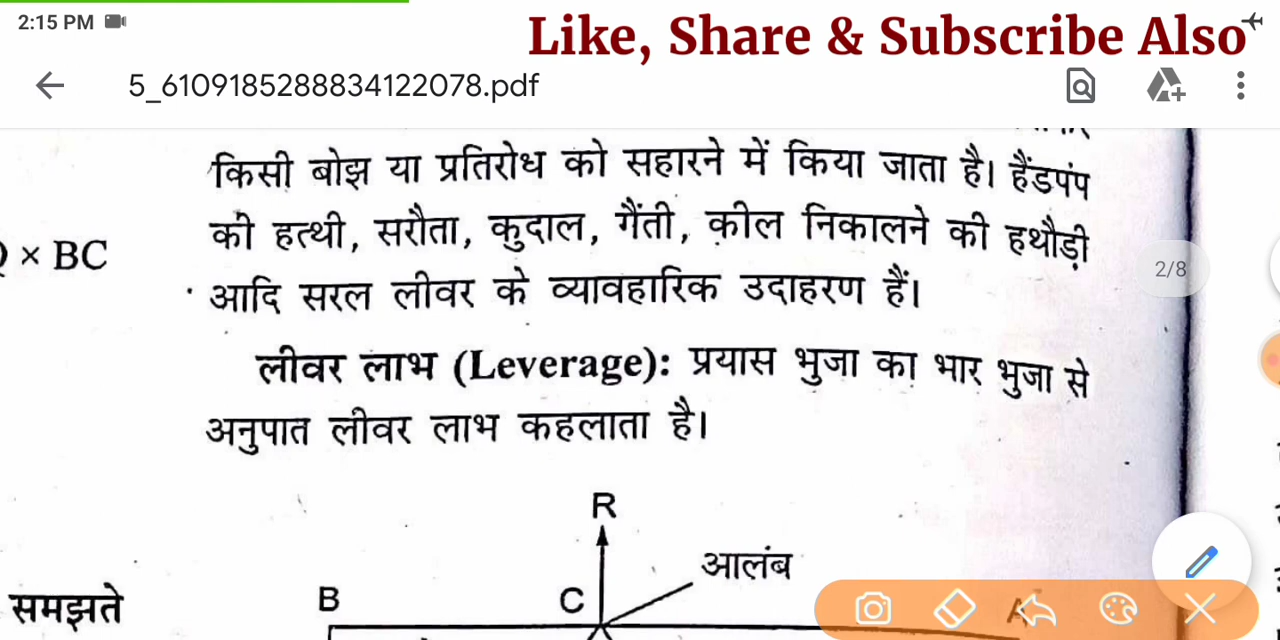 2:15 PM
Like, Share & Subscribe Also
5_6109185288834122078.pdf
किसी बोझ या प्रतिरोध को सहारने में किया जाता है। हैंडपंप
की हत्थी, सरौता, कुदाल, गैंती, कील निकालने की हथौड़ी
× BC
2/8
आदि सरल लीवर के व्यावहारिक उदाहरण हैं।
लीवर लाभ (Leverage): प्रयास भुजा का भार भुजा से
अनुपात लीवर लाभ कहलाता है।
R
आलंब
समझते
B
C
A